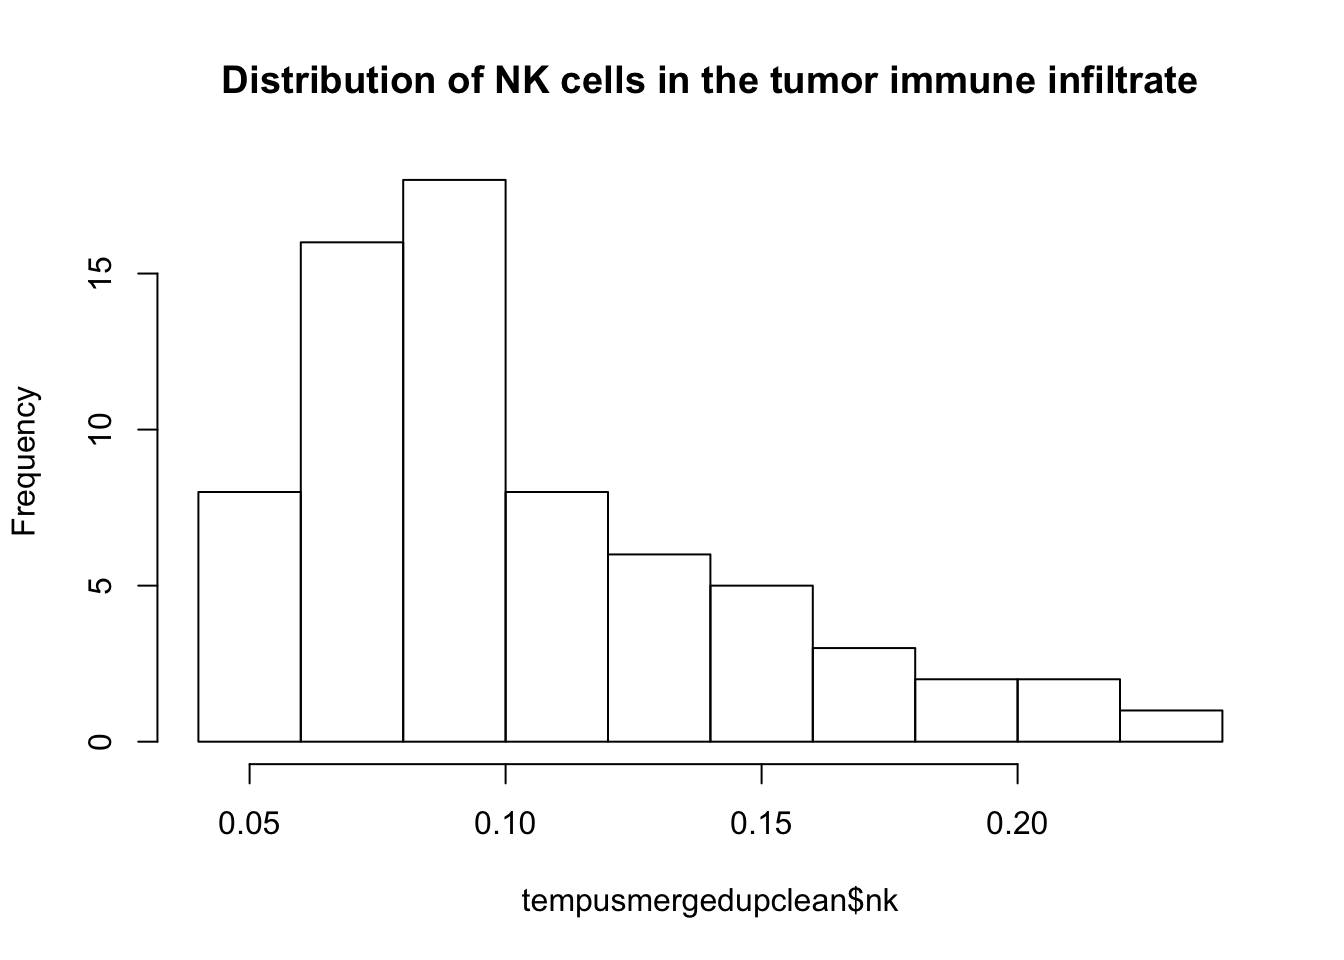 Distribution of NK cells in the tumor immune infiltrate
Frequency
15
10
5
0
0.05 0.10 0.15 0.20
tempusmergedupclean$nk